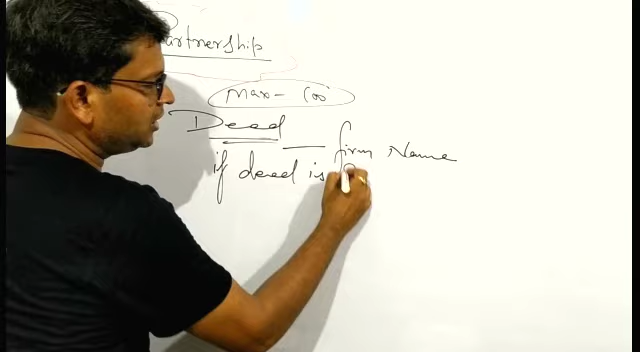 Partnership
Max - 100
Deed — firm Name
if deed is